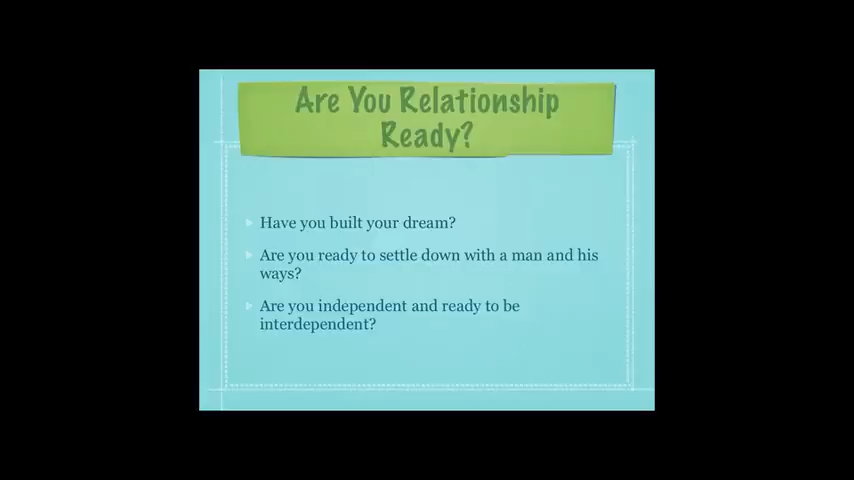 Are You Relationship
Ready?
Have you built your dream?
Are you ready to settle down with a man and his
ways?
Are you independent and ready to be
interdependent?